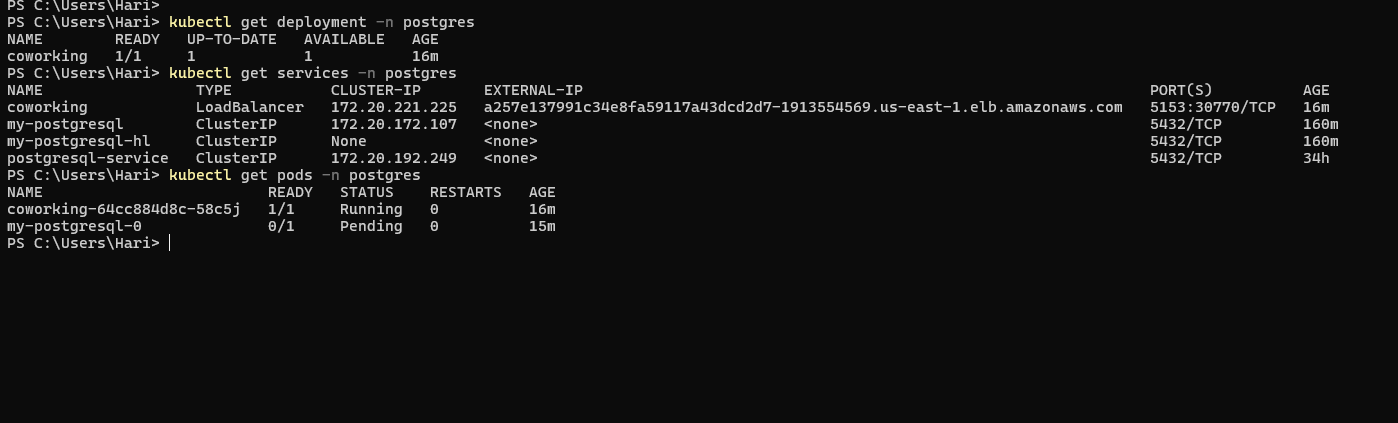 PS C:\Users\Hari>
PS C:\Users\Hari> kubectl get deployment -n postgres
NAME        READY   UP-TO-DATE   AVAILABLE   AGE
coworking   1/1     1            1           16m
PS C:\Users\Hari> kubectl get services -n postgres
NAME                 TYPE           CLUSTER-IP       EXTERNAL-IP                                                               PORT(S)          AGE
coworking            LoadBalancer   172.20.221.225   a257e137991c34e8fa59117a43dcd2d7-1913554569.us-east-1.elb.amazonaws.com   5153:30770/TCP   16m
my-postgresql        ClusterIP      172.20.172.107   <none>                                                                    5432/TCP         160m
my-postgresql-hl     ClusterIP      None             <none>                                                                    5432/TCP         160m
postgresql-service   ClusterIP      172.20.192.249   <none>                                                                    5432/TCP         34h
PS C:\Users\Hari> kubectl get pods -n postgres
NAME                         READY   STATUS    RESTARTS   AGE
coworking-64cc884d8c-58c5j   1/1     Running   0          16m
my-postgresql-0              0/1     Pending   0          15m
PS C:\Users\Hari>